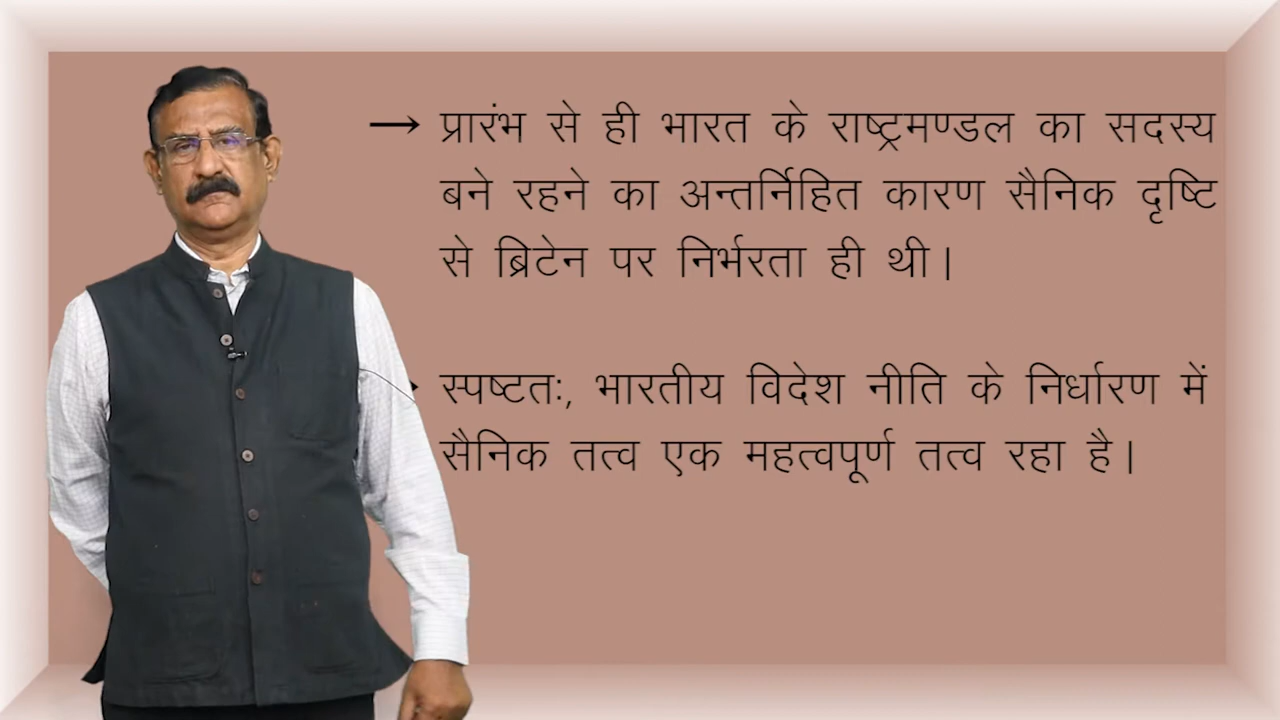 → प्रारंभ से ही भारत के राष्ट्रमण्डल का सदस्य
बने रहने का अन्तर्निहित कारण सैनिक दृष्टि
से ब्रिटेन पर निर्भरता ही थी।
स्पष्टतः, भारतीय विदेश नीति के निर्धारण में
सैनिक तत्व एक महत्वपूर्ण तत्व रहा है।